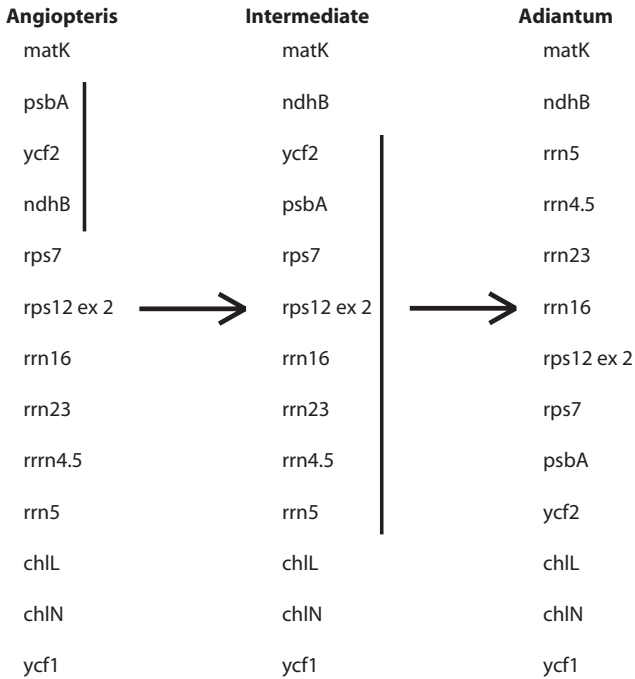 Angiopteris Intermediate Adiantum
matK matK matK
psbA ndhB ndhB
ycf2 ycf2 rrn5
ndhB psbA rrn4.5
rps7 rps7 rrn23
rps12 ex 2 rps12 ex 2 rrn16
rrn16 rrn16 rps12 ex 2
rrn23 rrn23 rps7
rrrn4.5 rrn4.5 psbA
rrn5 rrn5 ycf2
chlL chlL chlL
chlN chlN chlN
ycf1 ycf1 ycf1